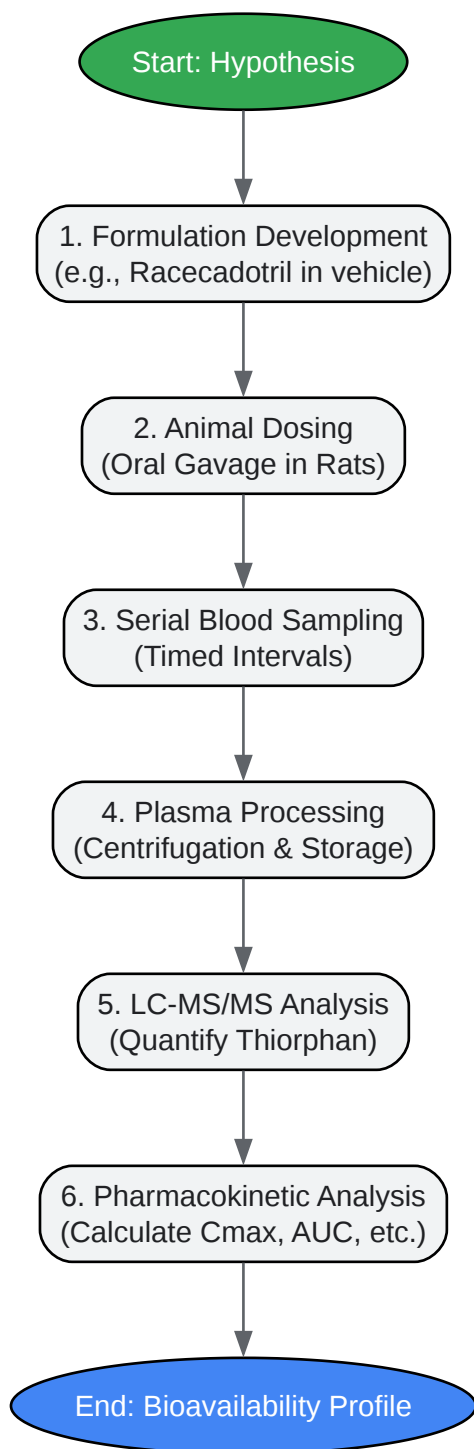 Start: Hypothesis
1. Formulation Development
(e.g., Racecadotril in vehicle)
2. Animal Dosing
(Oral Gavage in Rats)
3. Serial Blood Sampling
(Timed Intervals)
4. Plasma Processing
(Centrifugation & Storage)
5. LC-MS/MS Analysis
(Quantify Thiorphan)
6. Pharmacokinetic Analysis
(Calculate Cmax, AUC, etc.)
End: Bioavailability Profile